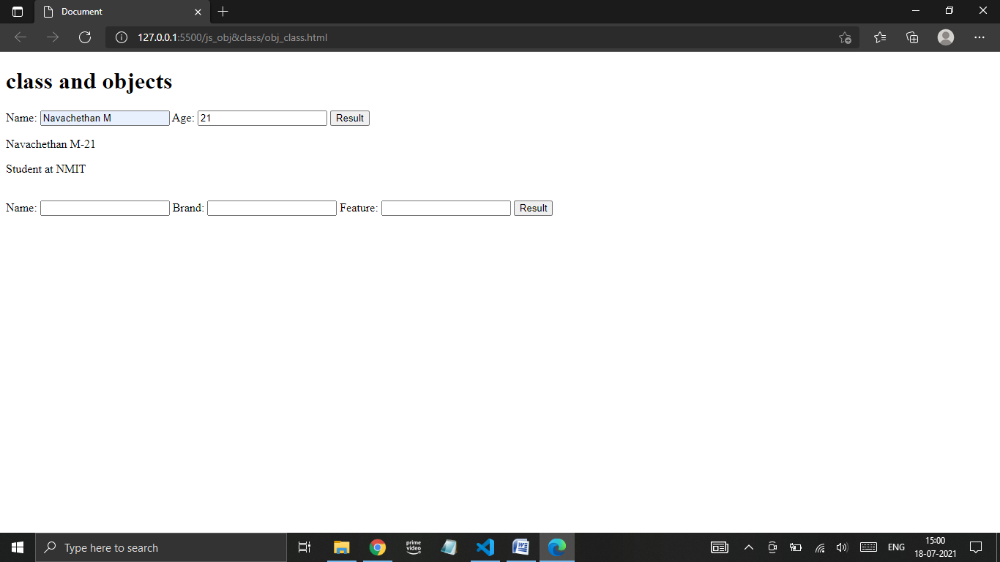 Document
127.0.0.1:5500/js_obj&class/obj_class.html
class and objects
Name: Navachethan M Age: 21 Result
Navachethan M-21
Student at NMIT
Name: Brand: Feature: Result
Type here to search
prime
video
W
ENG
15:00
18-07-2021